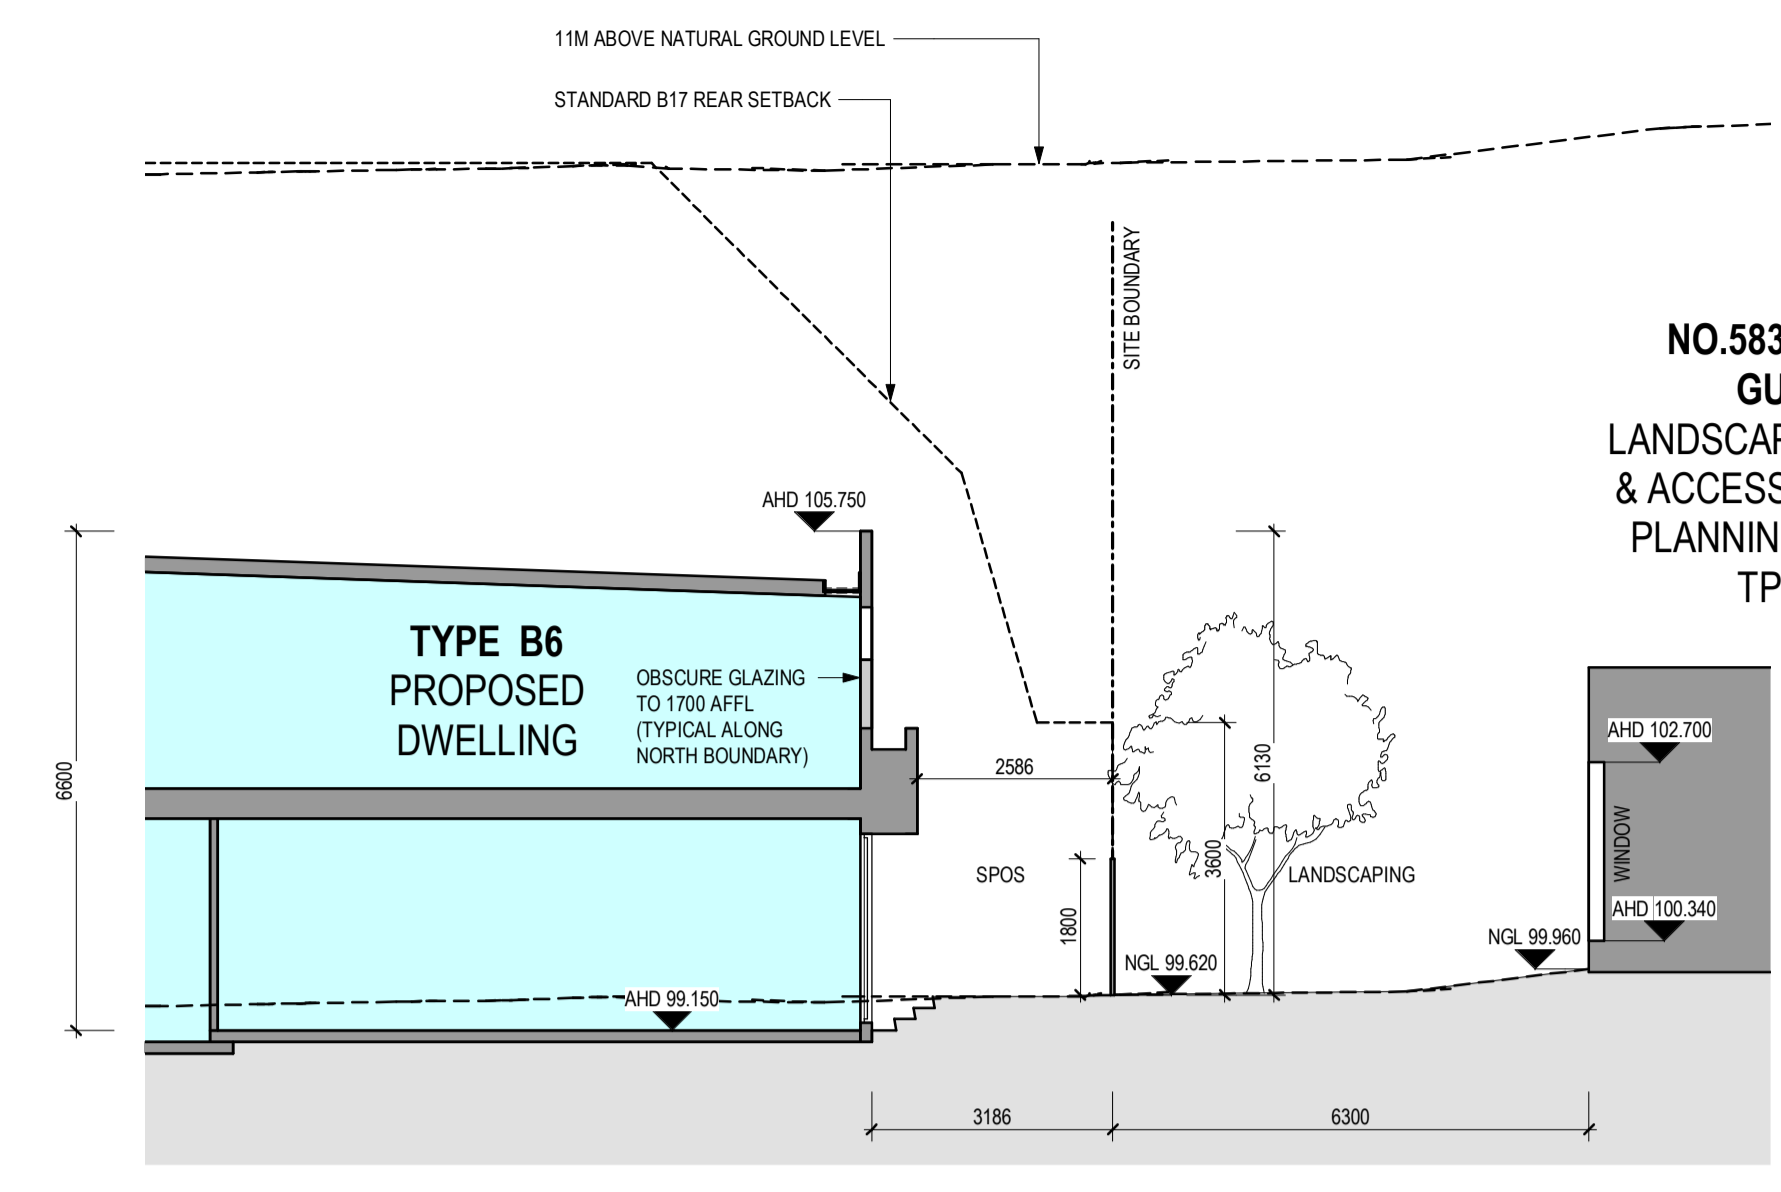 11M ABOVE NATURAL GROUND LEVEL
STANDARD B17 REAR SETBACK
SITE BOUNDARY
NO.583
GU
LANDSCAP
& ACCESS
PLANNIN
TP
AHD 105.750
TYPE B6
PROPOSED
DWELLING
OBSCURE GLAZING
TO 1700 AFFL
(TYPICAL ALONG
NORTH BOUNDARY)
6600
2586
6130
3600
1800
SPOS
LANDSCAPING
AHD 102.700
WINDOW
AHD 100.340
NGL 99.960
NGL 99.620
AHD 99.150
3186
6300